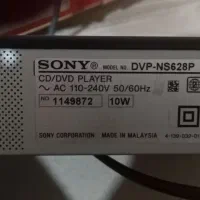 SONY® MODEL NO. DVP-NS628P
CD/DVD PLAYER
~ AC 110-240V 50/60Hz
NO 1149872 10W
SONY CORPORATION MADE IN MALAYSIA